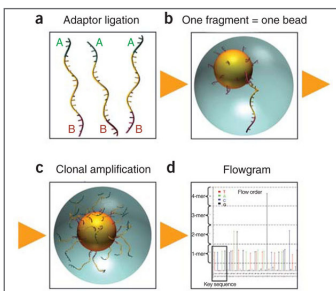 a Adaptor ligation
A A A
B B B
b One fragment = one bead
c Clonal amplification
d Flowgram
Flow order
T
A
C
G
4-mer
3-mer
2-mer
1-mer
Key sequence